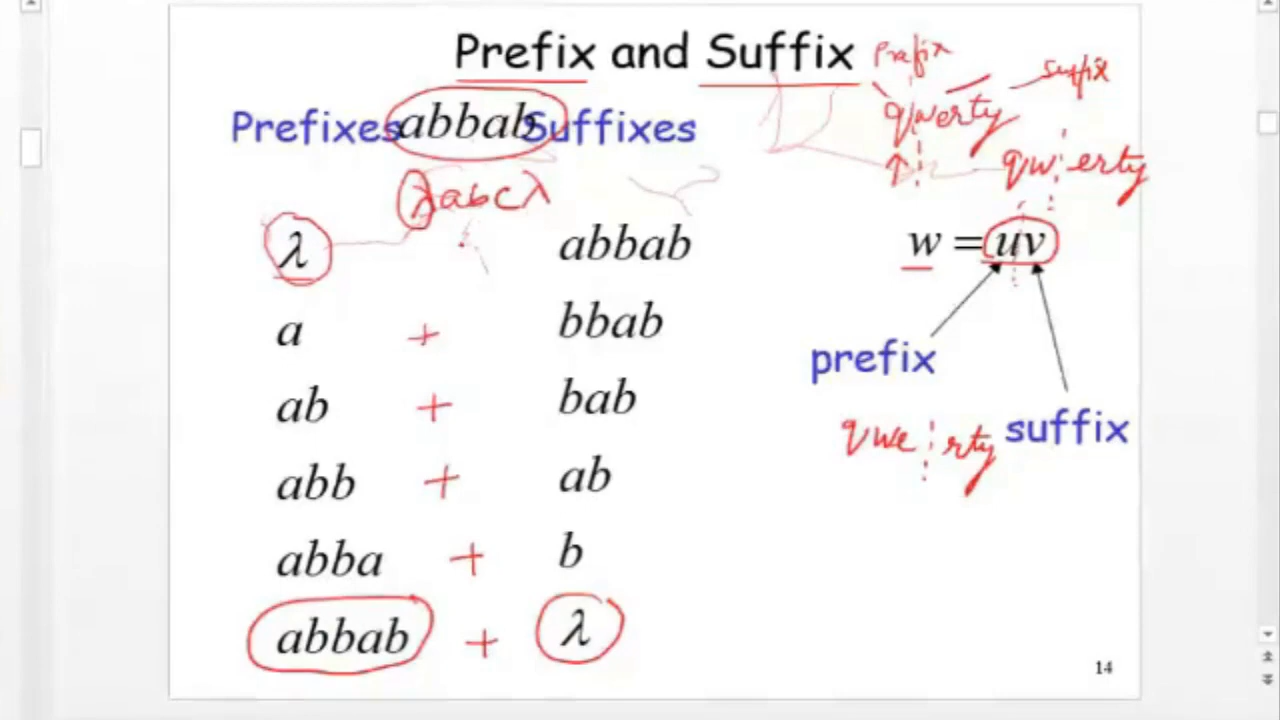 Prefix and Suffix
Prefix
suffix
Prefixes abbab Suffixes
qwerty
qw erty
λabcλ
λ abbab
w = uv
a + bbab
prefix
ab + bab
suffix
qwe rty
abb + ab
abba + b
abbab + λ
14